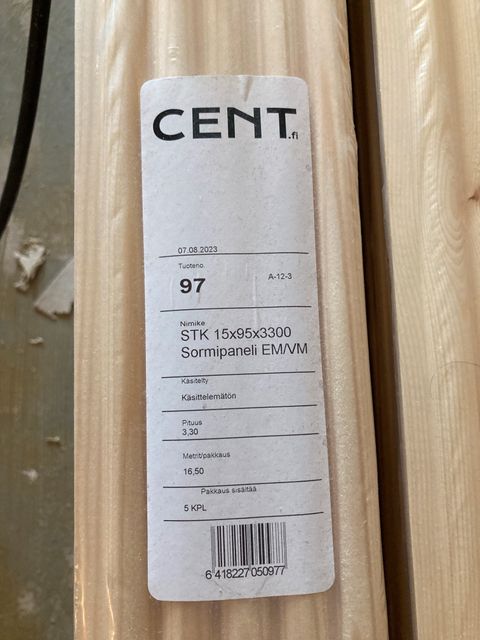 CENT.fi
07.08.2023
Tuoteno.
97 A-12-3
Nimike
STK 15x95x3300
Sormipaneli EM/VM
Käsitelty
Käsittelemätön
Pituus
3,30
Metrit/pakkaus
16,50
Pakkaus sisältää
5 KPL
6 418227 050977